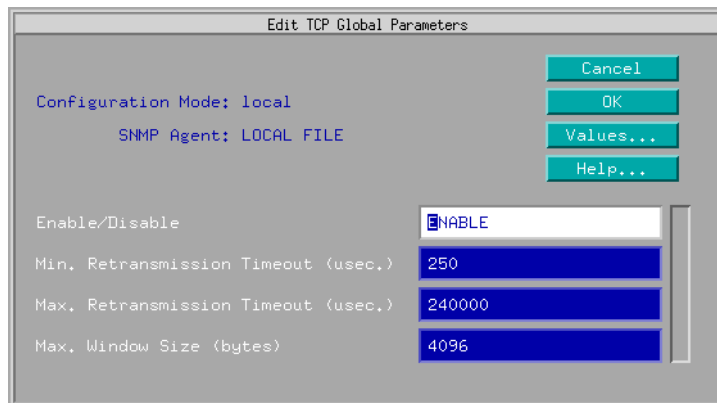 Edit TCP Global Parameters
Cancel
Configuration Mode: local
OK
SNMP Agent: LOCAL FILE
Values...
Help...
Enable/Disable
ENABLE
Min. Retransmission Timeout (usec.)
250
Max. Retransmission Timeout (usec.)
240000
Max. Window Size (bytes)
4096